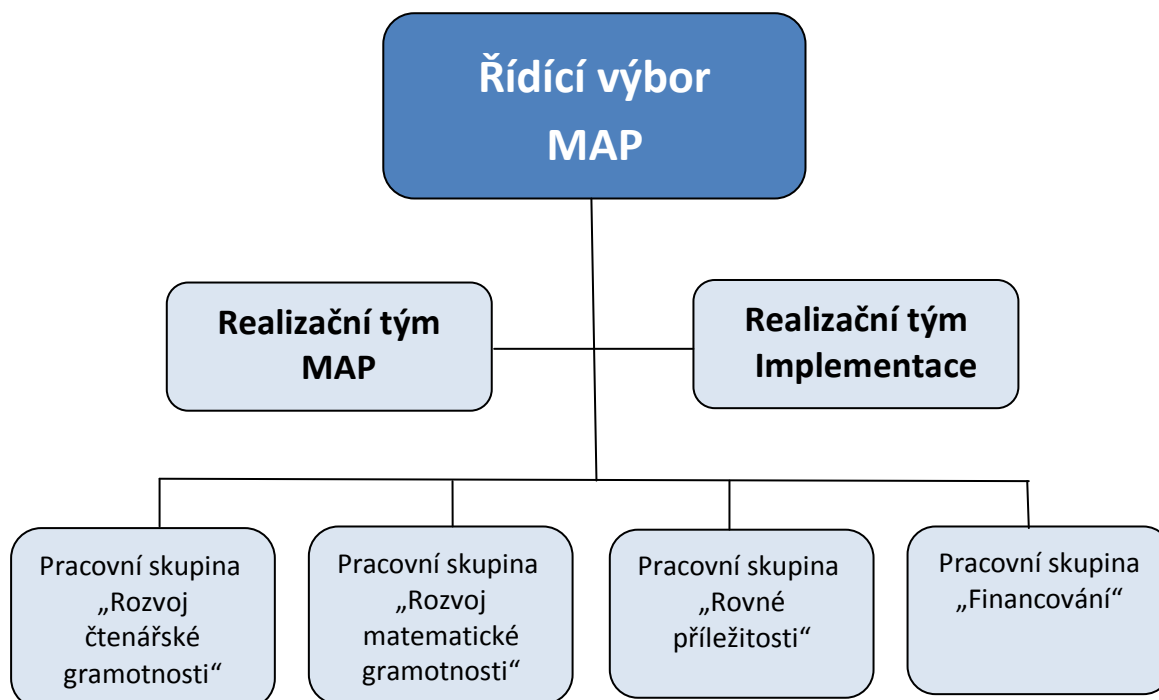 Řídící výbor
MAP
Realizační tým
MAP
Realizační tým
Implementace
Pracovní skupina
„Rozvoj
čtenářské
gramotnosti“
Pracovní skupina
„Rozvoj
matematické
gramotnosti“
Pracovní skupina
„Rovné
příležitosti“
Pracovní skupina
„Financování“